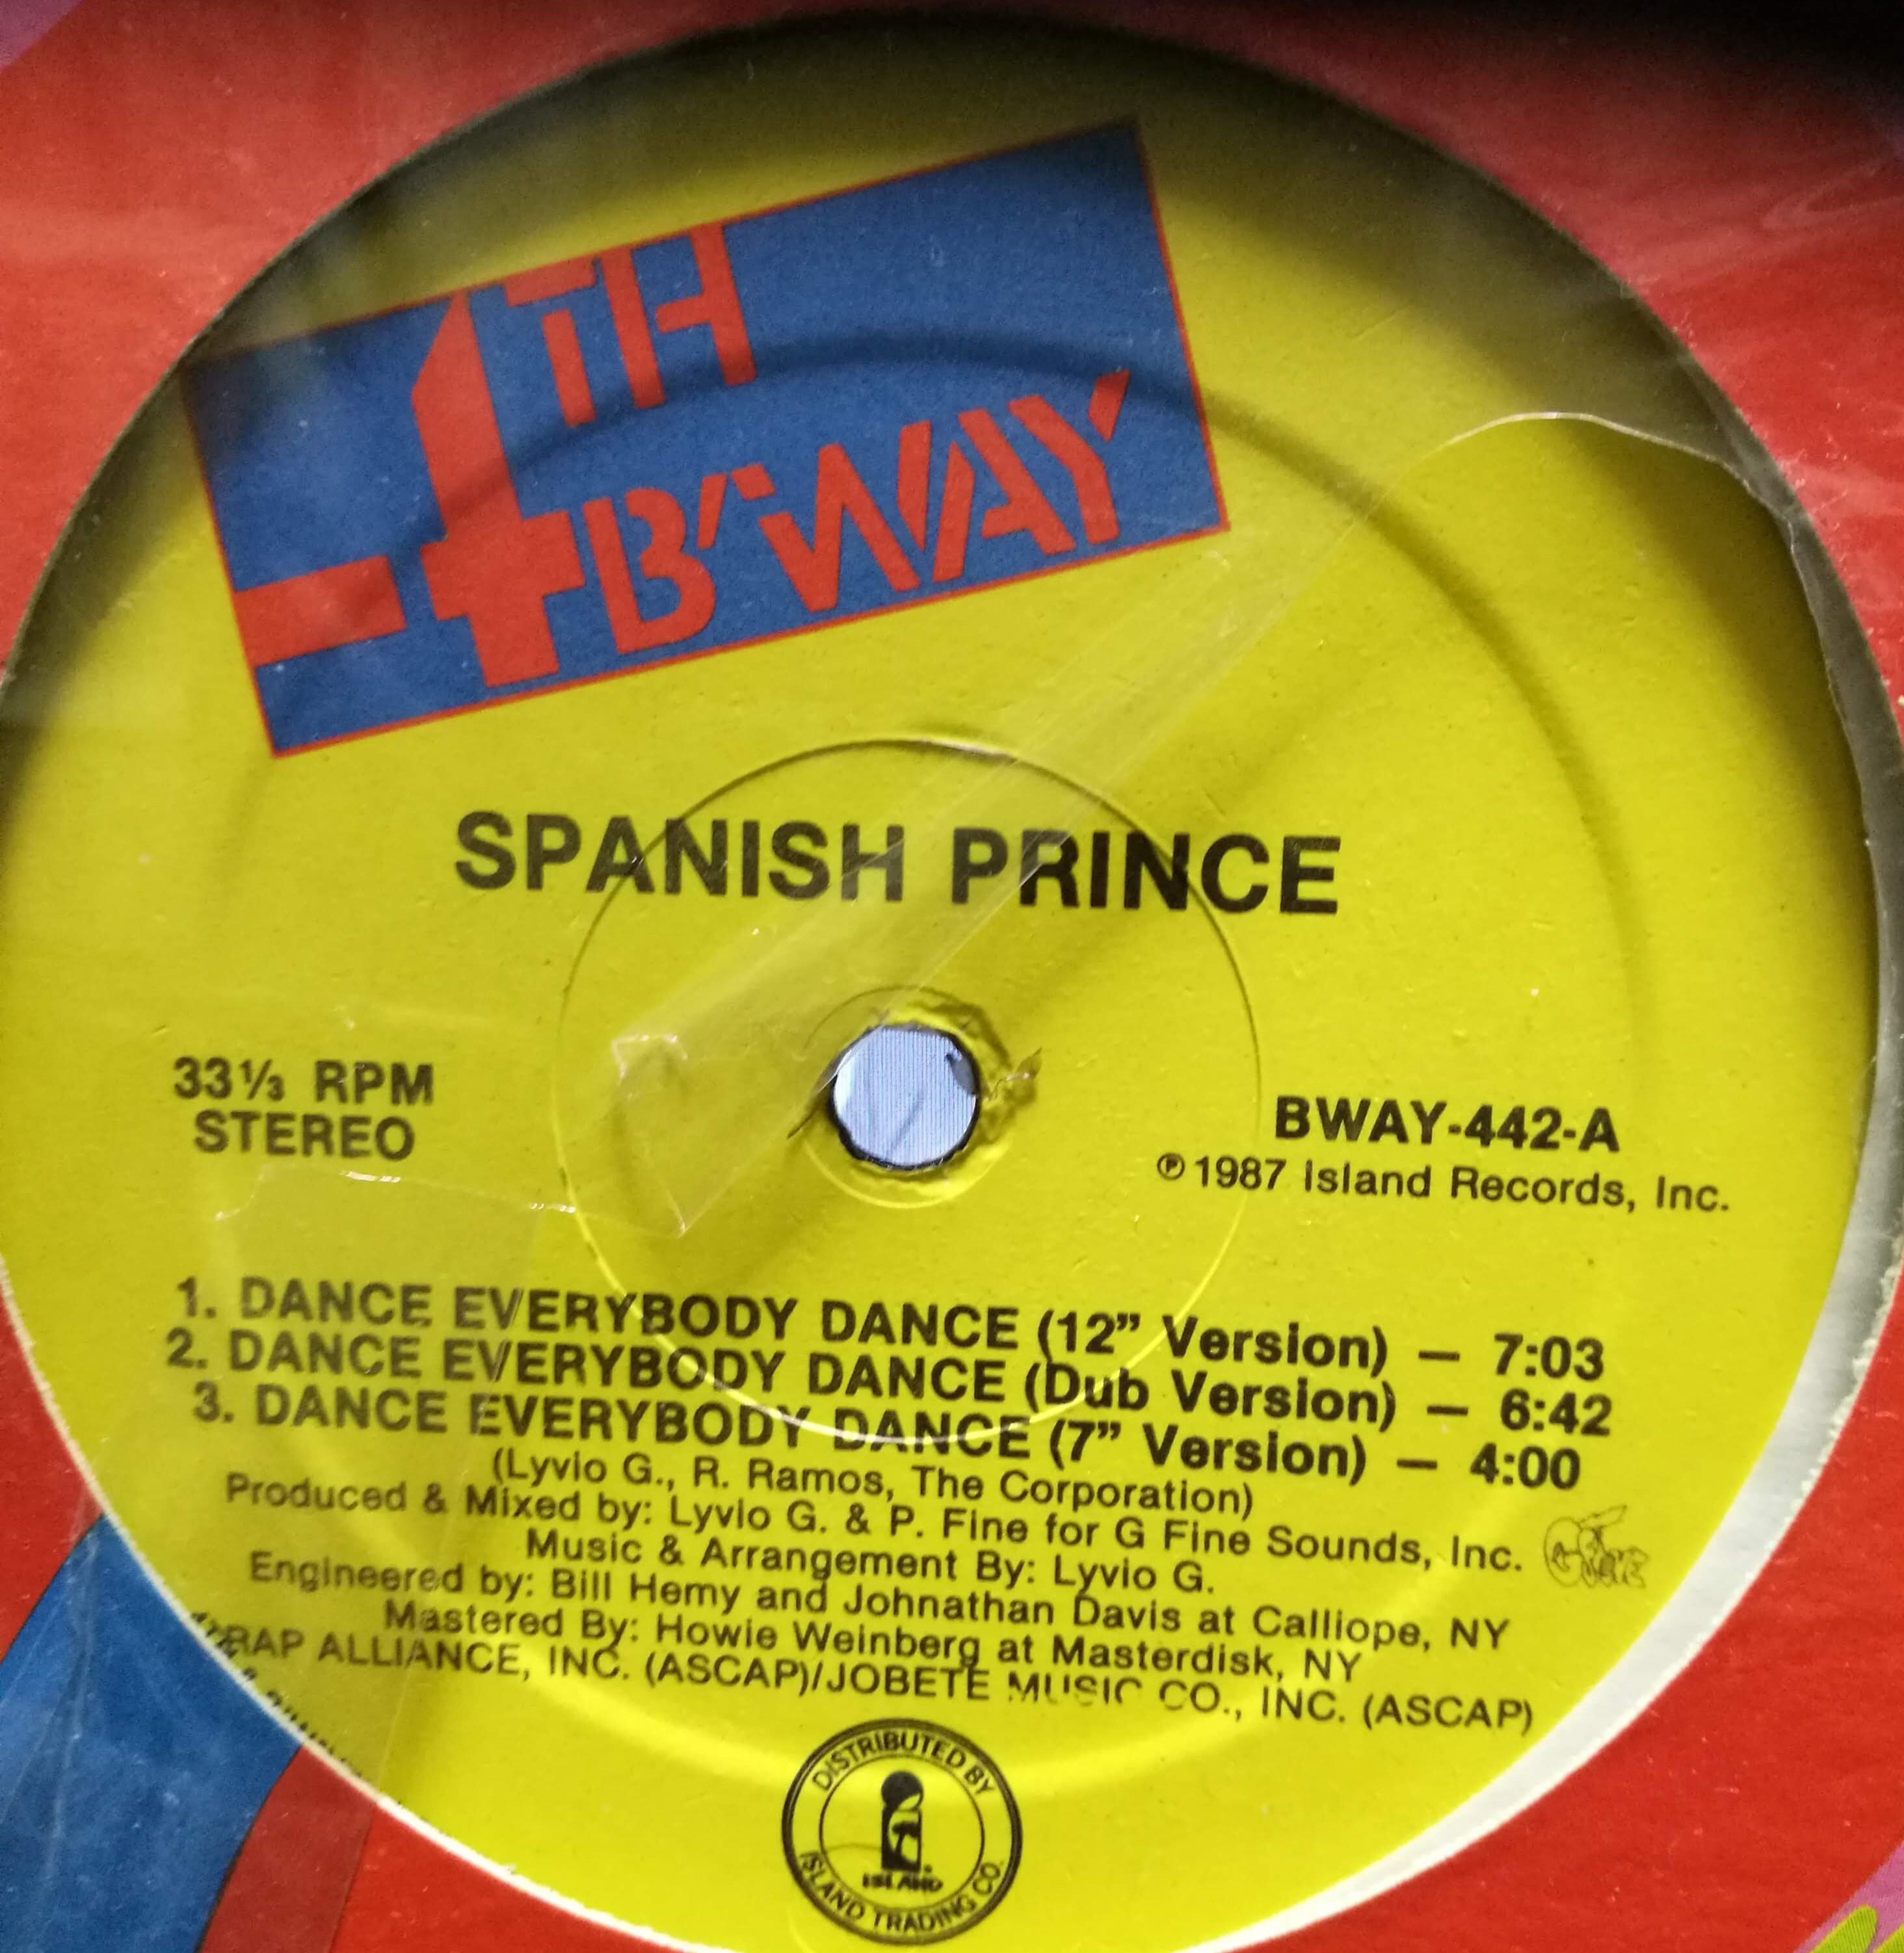 4TH
B'WAY
SPANISH PRINCE
33⅓ RPM
STEREO
BWAY-442-A
℗ 1987 Island Records, Inc.
1. DANCE EVERYBODY DANCE (12” Version) — 7:03
2. DANCE EVERYBODY DANCE (Dub Version) — 6:42
3. DANCE EVERYBODY DANCE (7” Version) — 4:00
(Lyvio G., R. Ramos, The Corporation)
Produced & Mixed by: Lyvio G. & P. Fine for G Fine Sounds, Inc.
Music & Arrangement By: Lyvio G.
Engineered by: Bill Hemy and Johnathan Davis at Calliope, NY
Mastered By: Howie Weinberg at Masterdisk, NY
RAP ALLIANCE, INC. (ASCAP)/JOBETE MUSIC CO., INC. (ASCAP)
DISTRIBUTED BY
ISLAND
ISLAND TRADING CO.